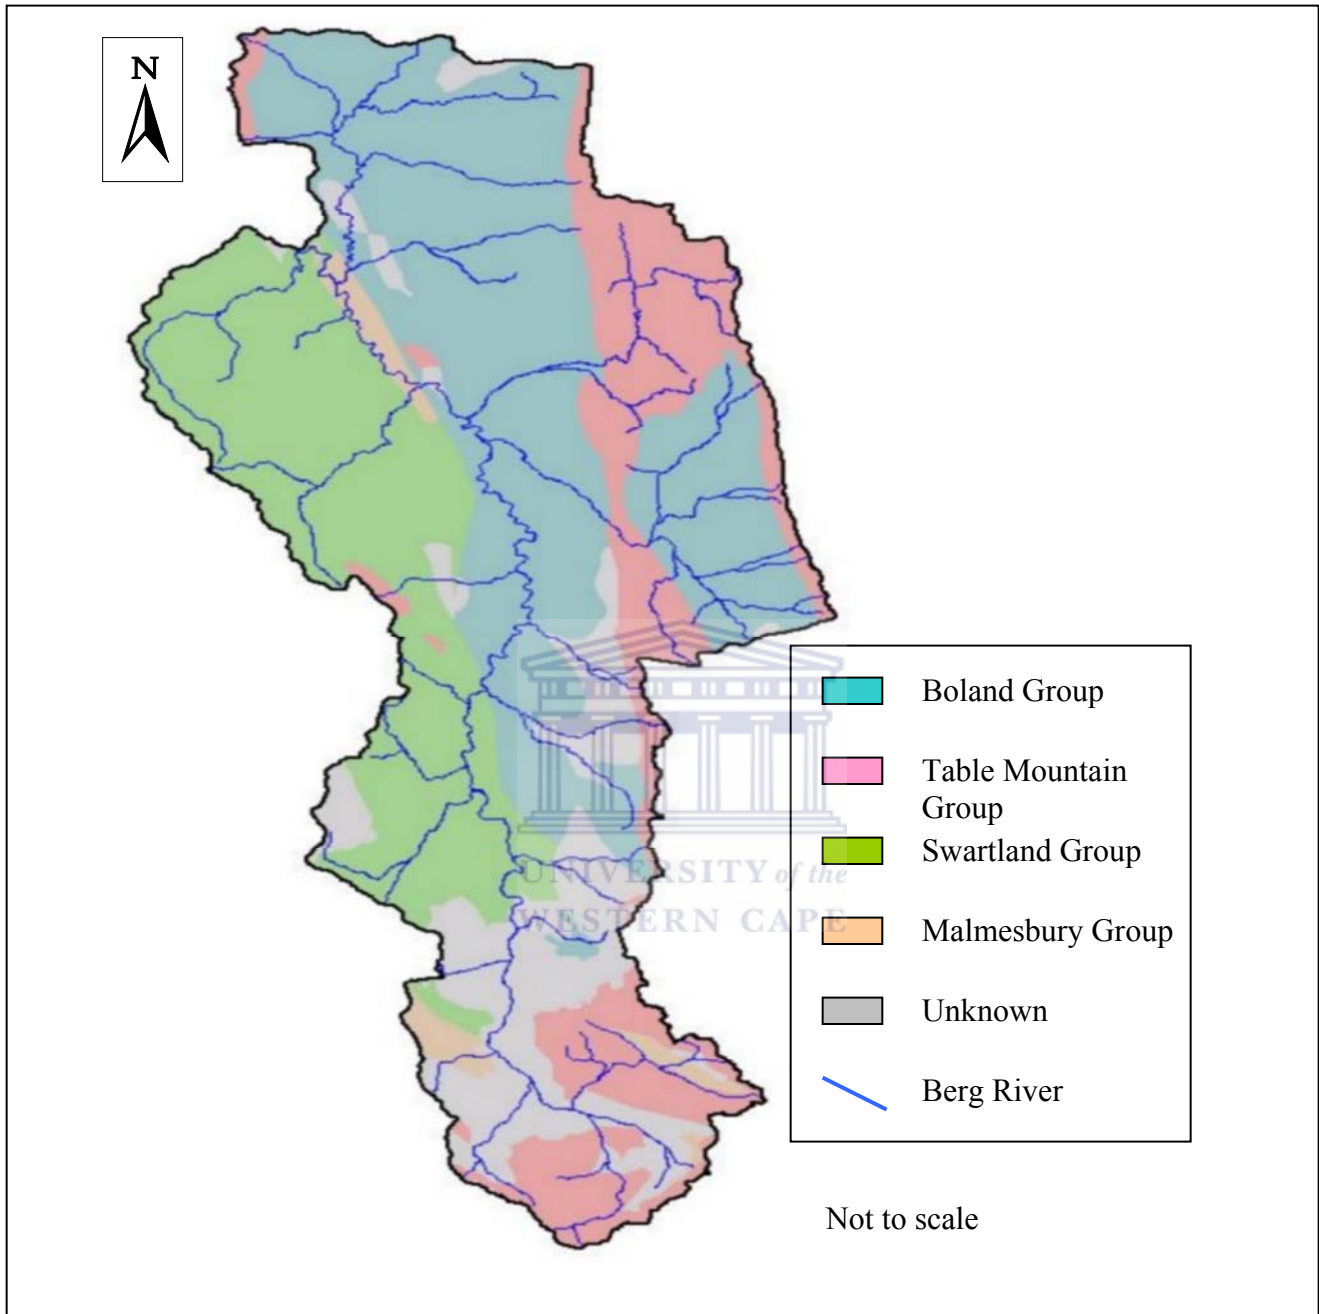 N
Boland Group
Table Mountain
Group
Swartland Group
Malmesbury Group
Unknown
Berg River
UNIVERSITY of the
WESTERN CAPE
Not to scale